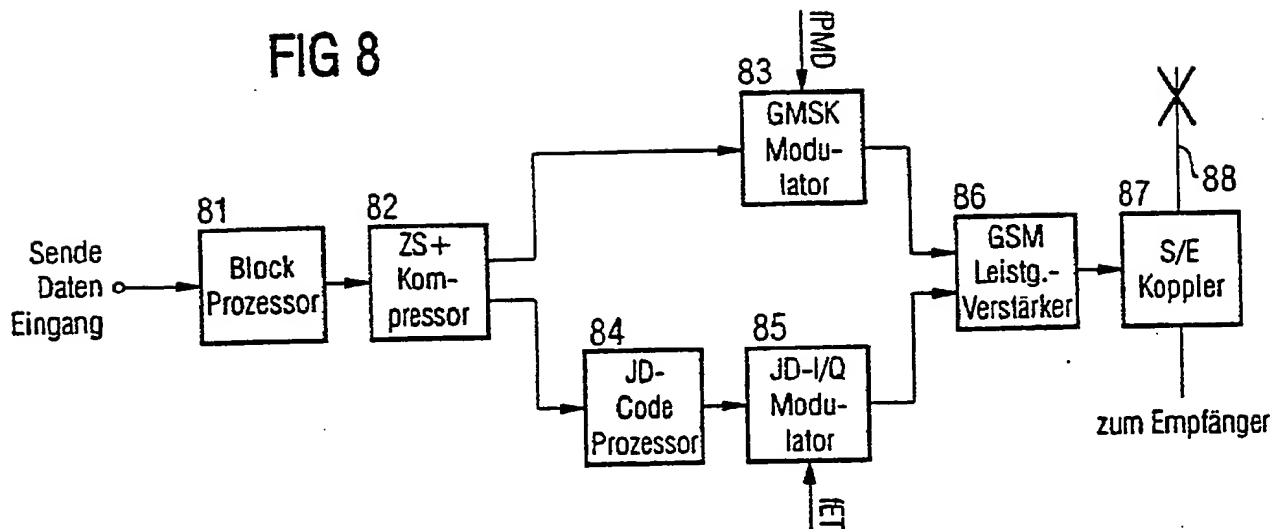 FIG 8
fPMD
83
GMSK
Modu-
lator
88
81
82
86
87
Sende
Daten
Eingang
Block
Prozessor
ZS+
Kom-
pressor
GSM
Leistg.-
Verstärker
S/E
Koppler
84
JD-
Code
Prozessor
85
JD-I/Q
Modu-
lator
zum Empfänger
fET